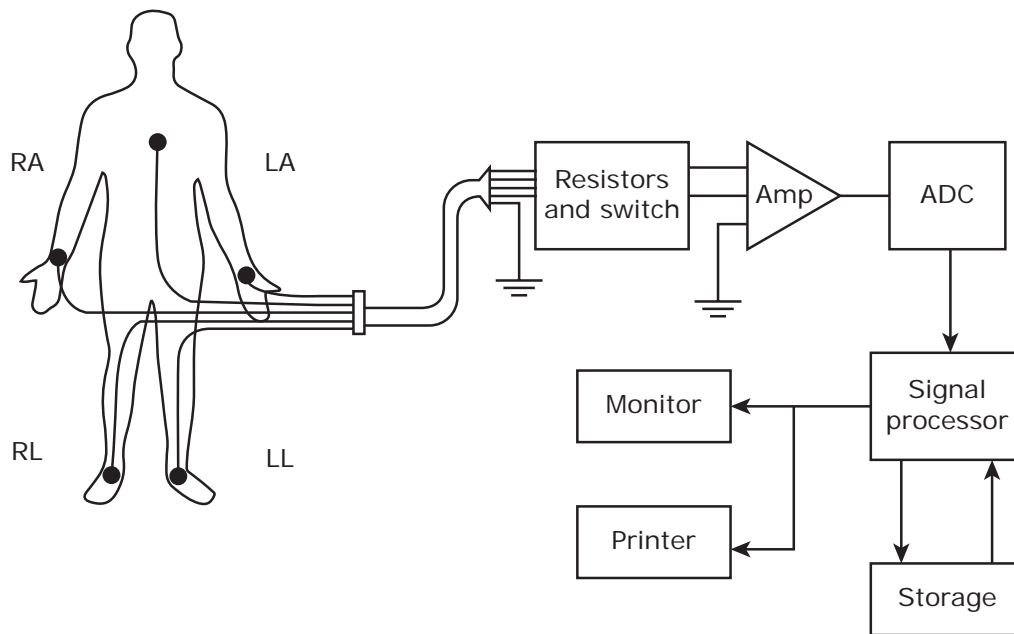 RA
LA
Resistors
and switch
Amp
ADC
Monitor
Signal
processor
RL
LL
Printer
Storage